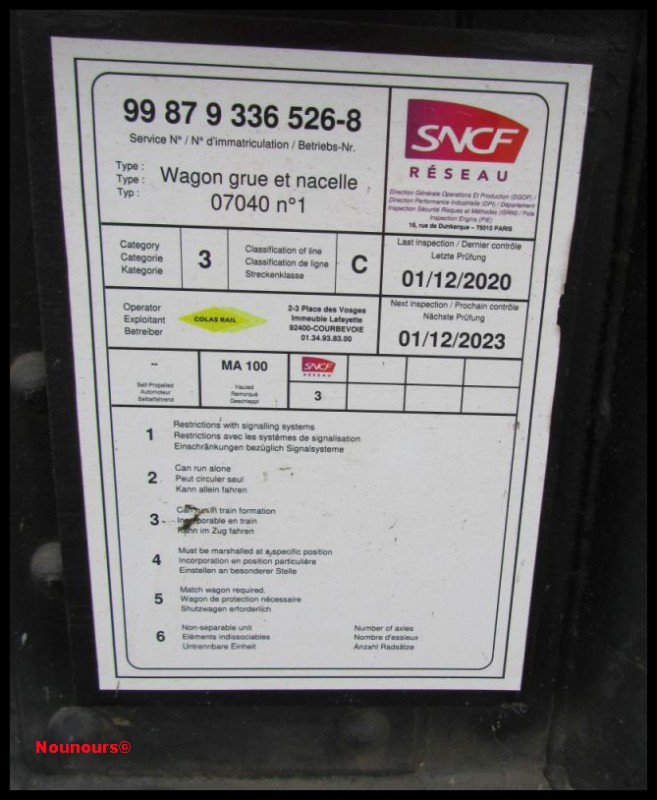 99 87 9 336 526-8
Service N° / N° d'immatriculation / Betriebs-Nr.
Type :
Type :
Typ :
Wagon grue et nacelle
07040 n°1
SNCF
RÉSEAU
Direction Générale Operations Et Production (DGOP) /
Direction Performance Industrielle (DPI) / Département
Inspection Sécurité Risques et Méthodes (ISRM) / Pole
Inspection Engins (PIE)
18, rue de Dunkerque – 75010 PARIS
Category
Categorie
Kategorie
3
Classification of line
Classification de ligne
Streckenklasse
C
Last inspection / Dernier contrôle
Letzte Prüfung
01/12/2020
Operator
Exploitant
Betreiber
COLAS RAIL
2-3 Place des Vosges
Immeuble Lafayette
92400-COURBEVOIE
01.34.93.83.00
Next inspection / Prochain contrôle
Nächste Prüfung
01/12/2023
--
Self-Propelled
Automoteur
Selbstfahrend
MA 100
Hauled
Remorqué
Geschleppt
SNCF
RÉSEAU
3
1
Restrictions with signalling systems
Restrictions avec les systèmes de signalisation
Einschränkungen bezüglich Signalsysteme
2
Can run alone
Peut circuler seul
Kann allein fahren
3
Can run in train formation
Incorporable en train
Kann im Zug fahren
4
Must be marshalled at a specific position
Incorporation en position particulière
Einstellen an besonderer Stelle
5
Match wagon required.
Wagon de protection nécessaire
Shutzwagen erforderlich
6
Non-separable unit
Eléments indissociables
Untrennbare Einheit
Number of axles
Nombre d'essieux
Anzahl Radsätze
Nounours©